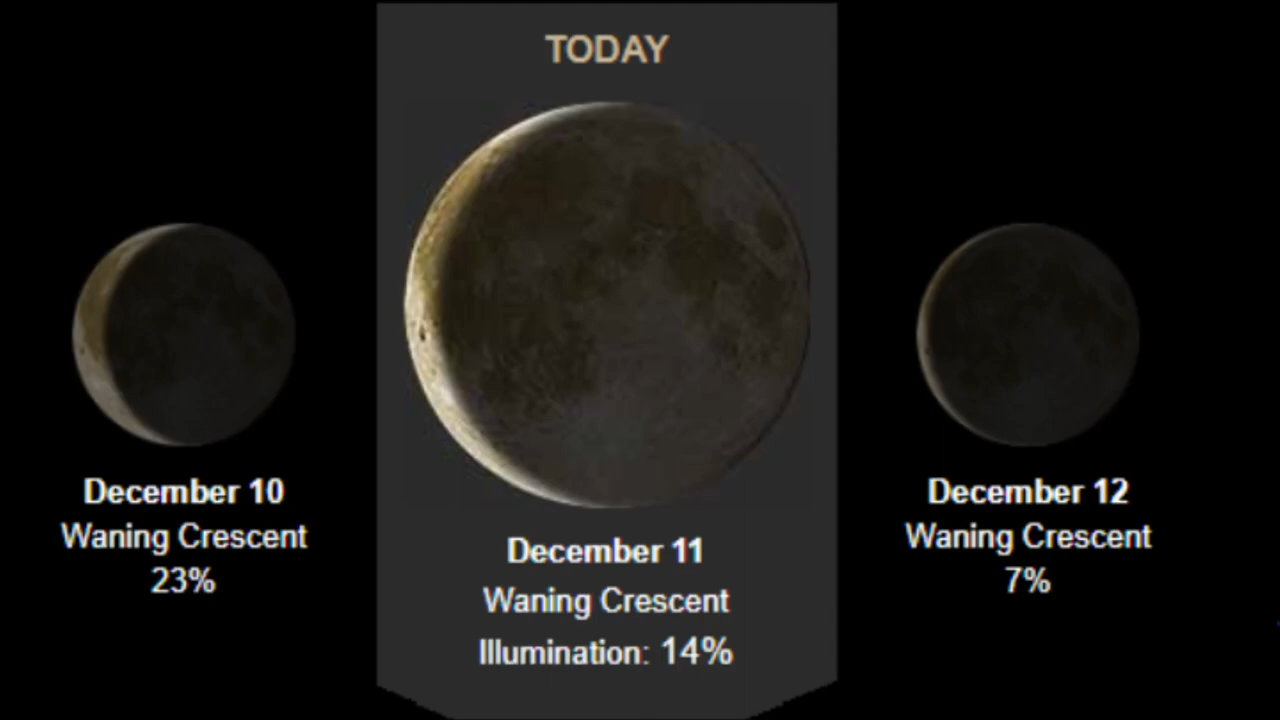 December 10
Waning Crescent
23%
TODAY
December 11
Waning Crescent
Illumination: 14%
December 12
Waning Crescent
7%